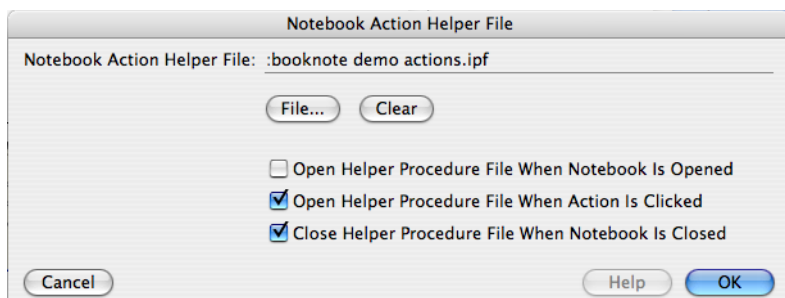 Notebook Action Helper File
Notebook Action Helper File: :booknote demo actions.ipf
File... Clear
Open Helper Procedure File When Notebook Is Opened
Open Helper Procedure File When Action Is Clicked
Close Helper Procedure File When Notebook Is Closed
Cancel Help OK